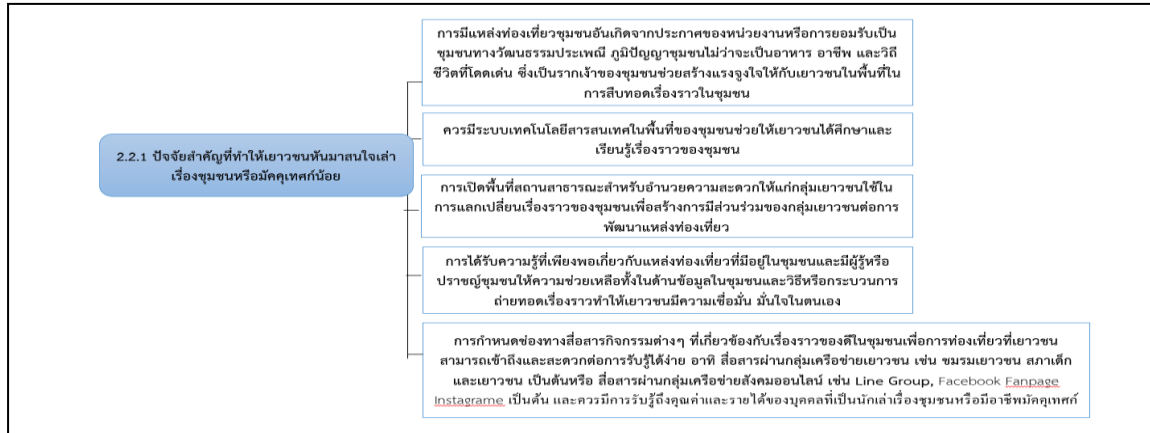 การมีแหล่งท่องเที่ยวชุมชนอันเกิดจากประกาศของหน่วยงานหรือการยอมรับเป็น
ชุมชนทางวัฒนธรรมประเพณี ภูมิปัญญาชุมชนไม่ว่าจะเป็นอาหาร อาชีพ และวิถี
ชีวิตที่โดดเด่น ซึ่งเป็นรากเง้าของชุมชนช่วยสร้างแรงจูงใจให้กับเยาวชนในพื้นที่ใน
การสืบทอดเรื่องราวในชุมชน
2.2.1 ปัจจัยสำคัญที่ทำให้เยาวชนหันมาสนใจเล่า
เรื่องชุมชนหรือมัคคุเทศก์น้อย
ควรมีระบบเทคโนโลยีสารสนเทศในพื้นที่ของชุมชนช่วยให้เยาวชนได้ศึกษาและ
เรียนรู้เรื่องราวของชุมชน
การเปิดพื้นที่สถานสาธารณะสำหรับอำนวยความสะดวกให้แก่กลุ่มเยาวชนใช้ใน
การแลกเปลี่ยนเรื่องราวของชุมชนเพื่อสร้างการมีส่วนร่วมของกลุ่มเยาวชนต่อการ
พัฒนาแหล่งท่องเที่ยว
การได้รับความรู้ที่เพียงพอเกี่ยวกับแหล่งท่องเที่ยวที่มีอยู่ในชุมชนและมีผู้รู้หรือ
ปราชญ์ชุมชนให้ความช่วยเหลือทั้งในด้านข้อมูลในชุมชนและวิธีหรือกระบวนการ
ถ่ายทอดเรื่องราวทำให้เยาวชนมีความเชื่อมั่น มั่นใจในตนเอง
การกำหนดช่องทางสื่อสารกิจกรรมต่างๆ ที่เกี่ยวข้องกับเรื่องราวของดีในชุมชนเพื่อการท่องเที่ยวที่เยาวชน
สามารถเข้าถึงและสะดวกต่อการรับรู้ได้ง่าย อาทิ สื่อสารผ่านกลุ่มเครือข่ายเยาวชน เช่น ชมรมเยาวชน สภาเด็ก
และเยาวชน เป็นต้นหรือ สื่อสารผ่านกลุ่มเครือข่ายสังคมออนไลน์ เช่น Line Group, Facebook Fanpage
Instagrame เป็นต้น และควรมีการรับรู้ถึงคุณค่าและรายได้ของบุคคลที่เป็นนักเล่าเรื่องชุมชนหรือมีอาชีพมัคคุเทศก์